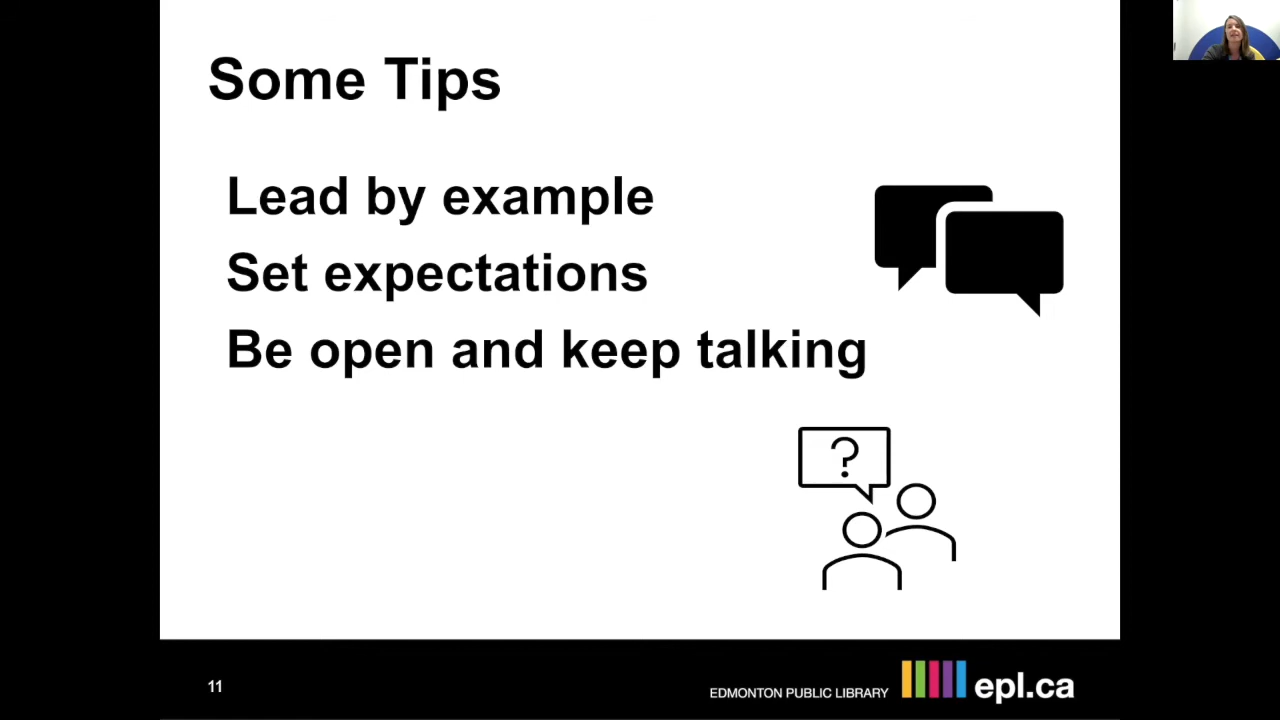 Some Tips
Lead by example
Set expectations
Be open and keep talking
?
11
EDMONTON PUBLIC LIBRARY epl.ca